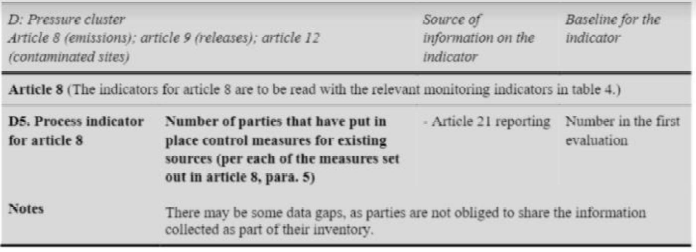 D: Pressure cluster
Article 8 (emissions); article 9 (releases); article 12
(contaminated sites)
Source of
information on the
indicator
Baseline for the
indicator
Article 8 (The indicators for article 8 are to be read with the relevant monitoring indicators in table 4.)
D5. Process indicator
for article 8
Number of parties that have put in
place control measures for existing
sources (per each of the measures set
out in article 8, para. 5)
- Article 21 reporting
Number in the first
evaluation
Notes
There may be some data gaps, as parties are not obliged to share the information
collected as part of their inventory.